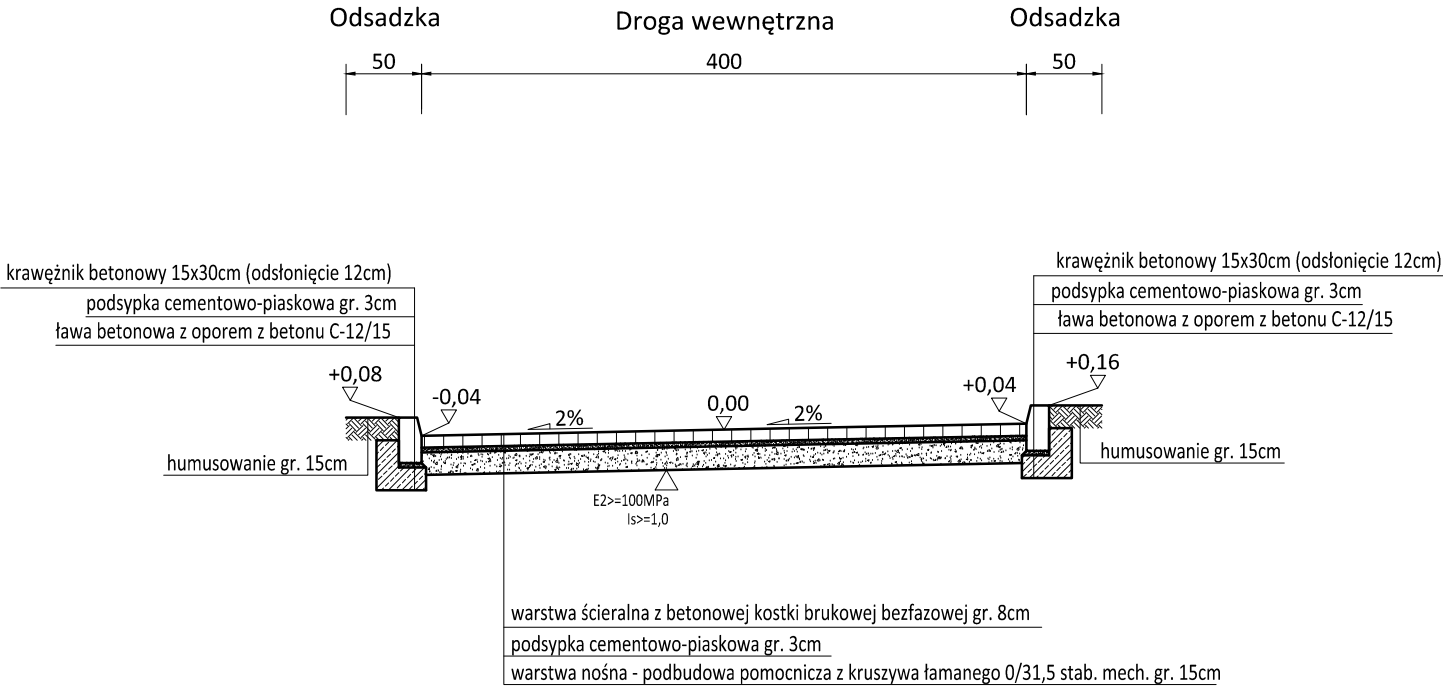 Odsadzka
Droga wewnętrzna
Odsadzka
50
400
50
krawężnik betonowy 15x30cm (odsłonięcie 12cm)
podsypka cementowo-piaskowa gr. 3cm
ława betonowa z oporem z betonu C-12/15
krawężnik betonowy 15x30cm (odsłonięcie 12cm)
podsypka cementowo-piaskowa gr. 3cm
ława betonowa z oporem z betonu C-12/15
+0,08
-0,04
2%
0,00
2%
+0,04
+0,16
humusowanie gr. 15cm
humusowanie gr. 15cm
E2>=100MPa
Is>=1,0
warstwa ścieralna z betonowej kostki brukowej bezfazowej gr. 8cm
podsypka cementowo-piaskowa gr. 3cm
warstwa nośna - podbudowa pomocnicza z kruszywa łamanego 0/31,5 stab. mech. gr. 15cm